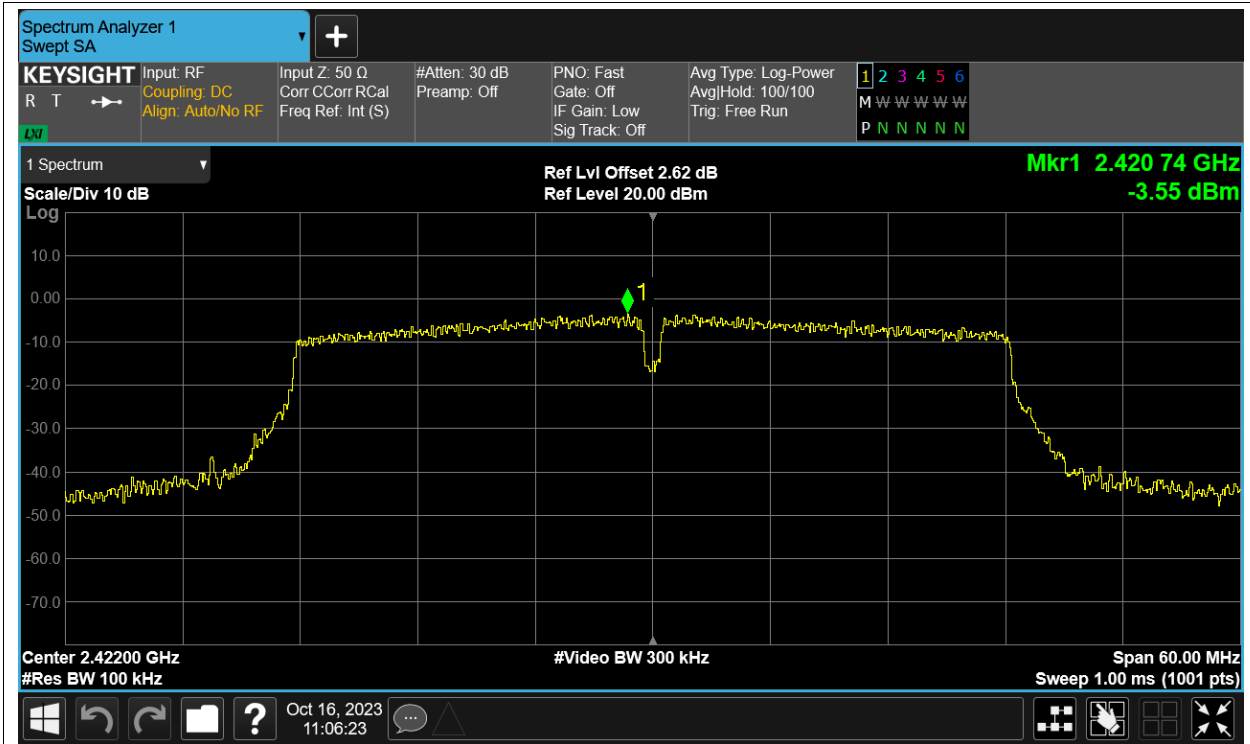 Spectrum Analyzer 1
Swept SA
+
KEYSIGHT
R T
LXI
Input: RF
Coupling: DC
Align: Auto/No RF
Input Z: 50 Ω
Corr CCorr RCal
Freq Ref: Int (S)
#Atten: 30 dB
Preamp: Off
PNO: Fast
Gate: Off
IF Gain: Low
Sig Track: Off
Avg Type: Log-Power
Avg|Hold: 100/100
Trig: Free Run
1 2 3 4 5 6
M W W W W W
P N N N N N
1 Spectrum
Scale/Div 10 dB
Ref Lvl Offset 2.62 dB
Ref Level 20.00 dBm
Mkr1 2.420 74 GHz
-3.55 dBm
Log
10.0
0.00
-10.0
-20.0
-30.0
-40.0
-50.0
-60.0
-70.0
1
Center 2.42200 GHz
#Res BW 100 kHz
#Video BW 300 kHz
Span 60.00 MHz
Sweep 1.00 ms (1001 pts)
?
Oct 16, 2023
11:06:23